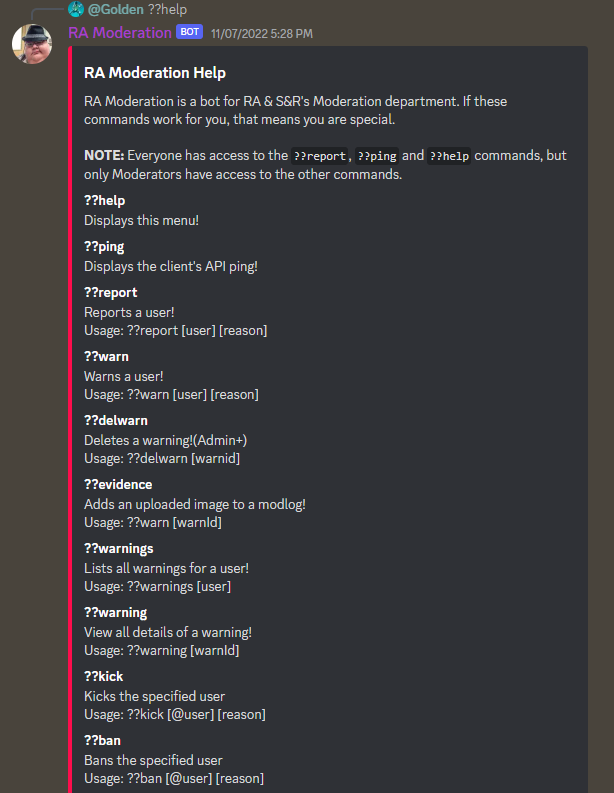 @Golden ??help
RA Moderation BOT 11/07/2022 5:28 PM
RA Moderation Help
RA Moderation is a bot for RA & S&R's Moderation department. If these
commands work for you, that means you are special.
NOTE: Everyone has access to the ??report, ??ping and ??help commands, but
only Moderators have access to the other commands.
??help
Displays this menu!
??ping
Displays the client's API ping!
??report
Reports a user!
Usage: ??report [user] [reason]
??warn
Warns a user!
Usage: ??warn [user] [reason]
??delwarn
Deletes a warning!(Admin+)
Usage: ??delwarn [warnid]
??evidence
Adds an uploaded image to a modlog!
Usage: ??warn [warnId]
??warnings
Lists all warnings for a user!
Usage: ??warnings [user]
??warning
View all details of a warning!
Usage: ??warning [warnId]
??kick
Kicks the specified user
Usage: ??kick [@user] [reason]
??ban
Bans the specified user
Usage: ??ban [@user] [reason]